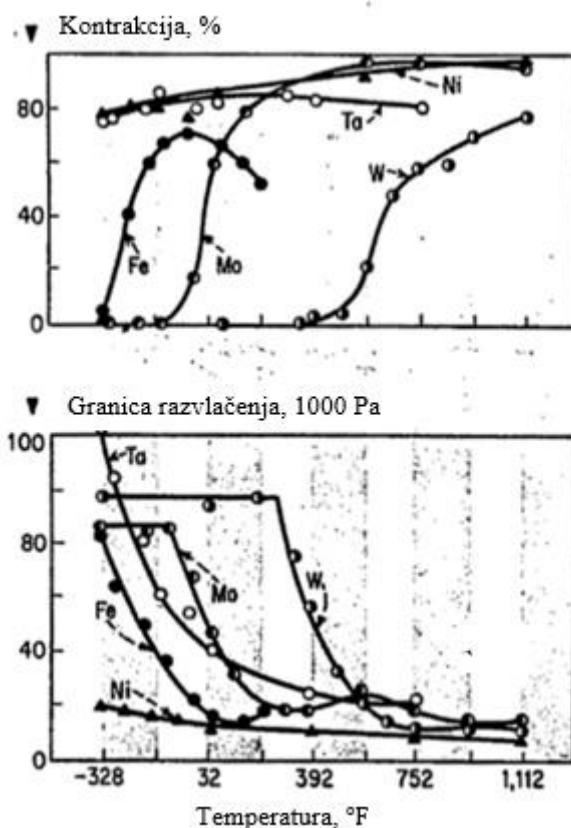 Kontrakcija, %
80
40
0
Ni
Ta
W
Fe
Mo
Granica razvlačenja, 1000 Pa
100
80
40
0
Ta
Mo
W
Fe
Ni
-328
32
392
752
1,112
Temperatura, °F